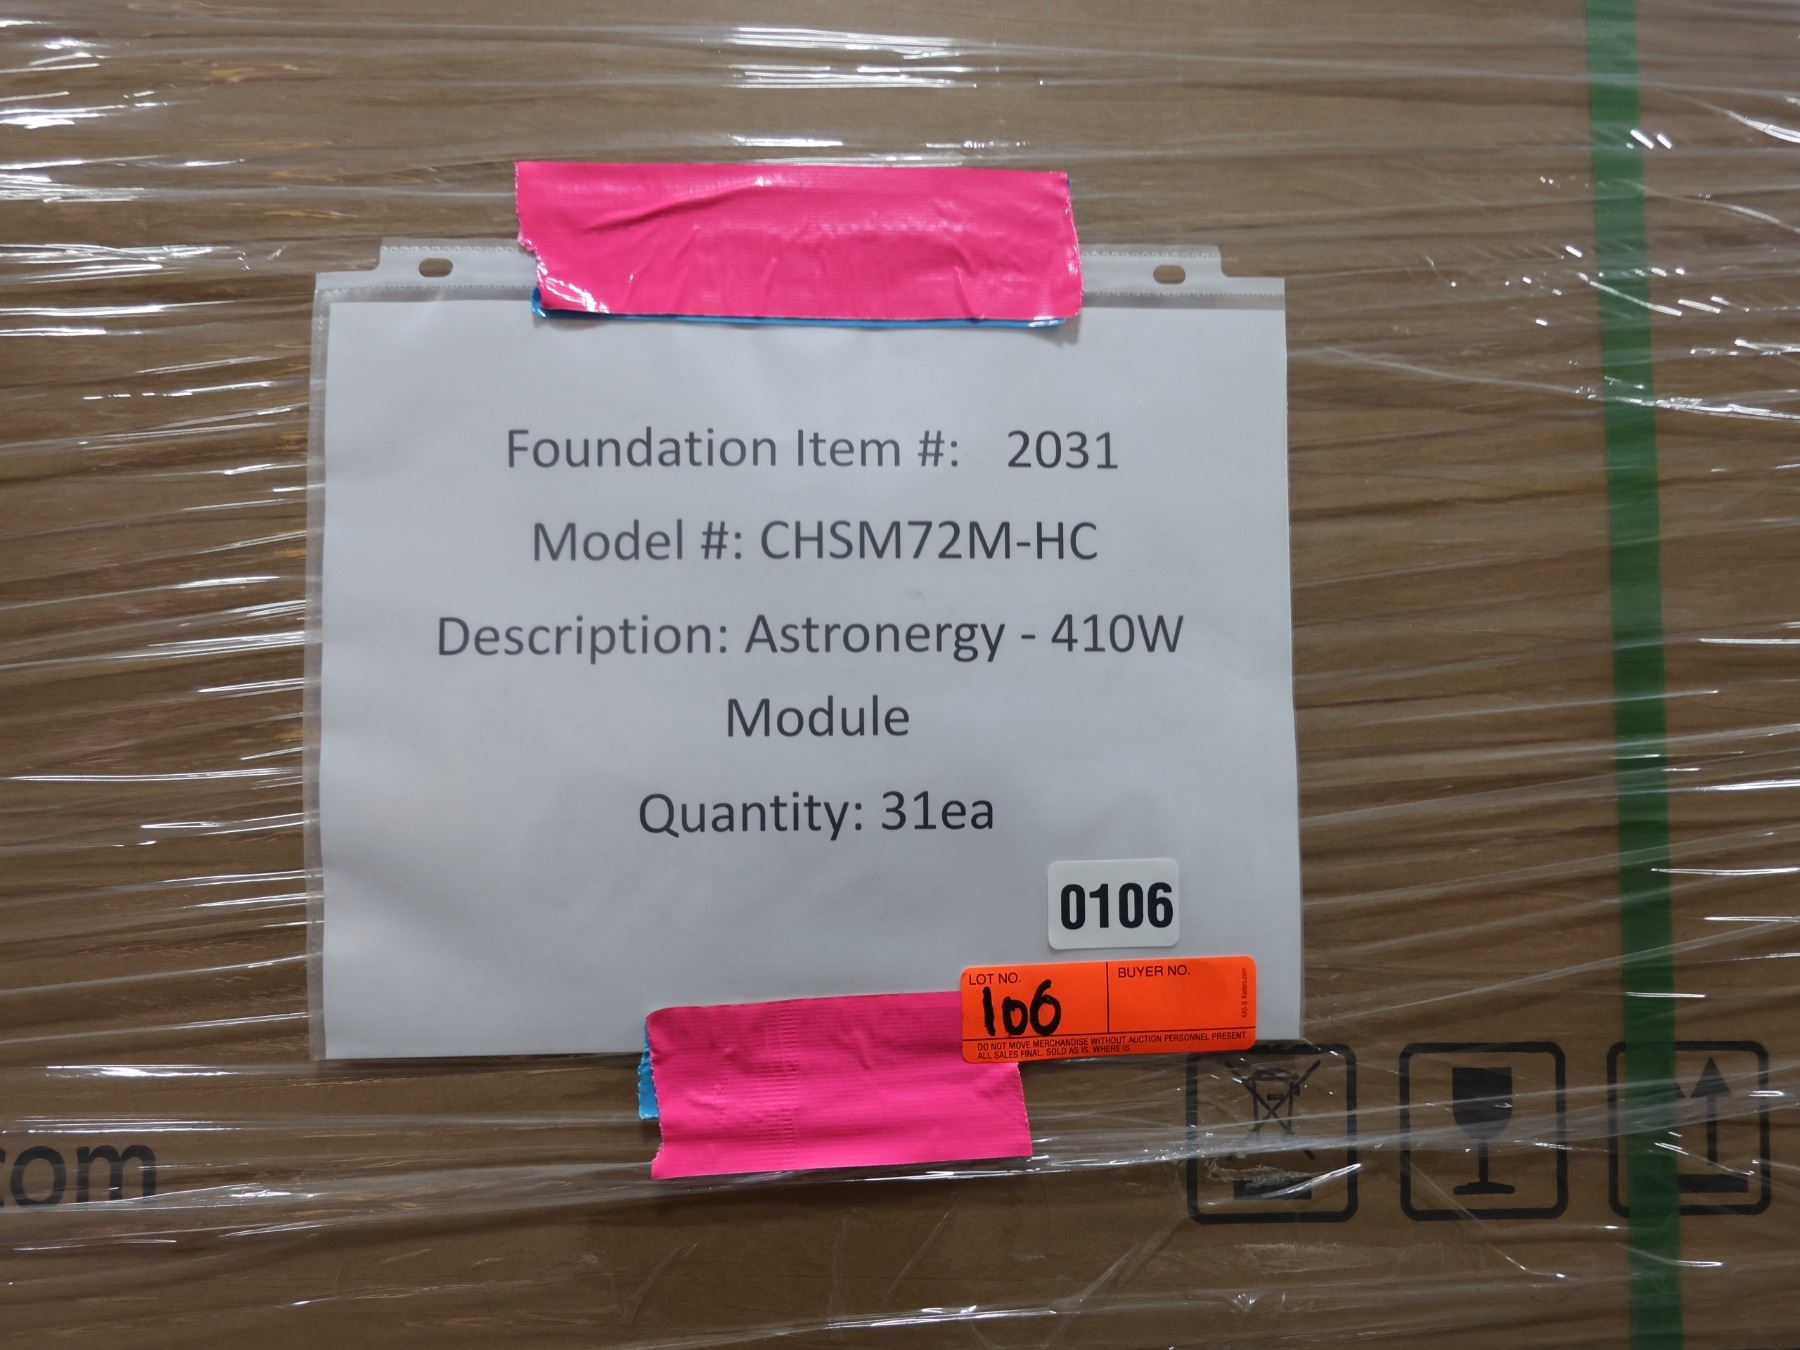 Foundation Item #: 2031
Model #: CHSM72M-HC
Description: Astronergy - 410W
Module
Quantity: 31ea
0106
LOT NO.
BUYER NO.
106
DO NOT MOVE MERCHANDISE WITHOUT AUCTION PERSONNEL PRESENT
ALL SALES FINAL. SOLD AS IS. WHERE IS
com